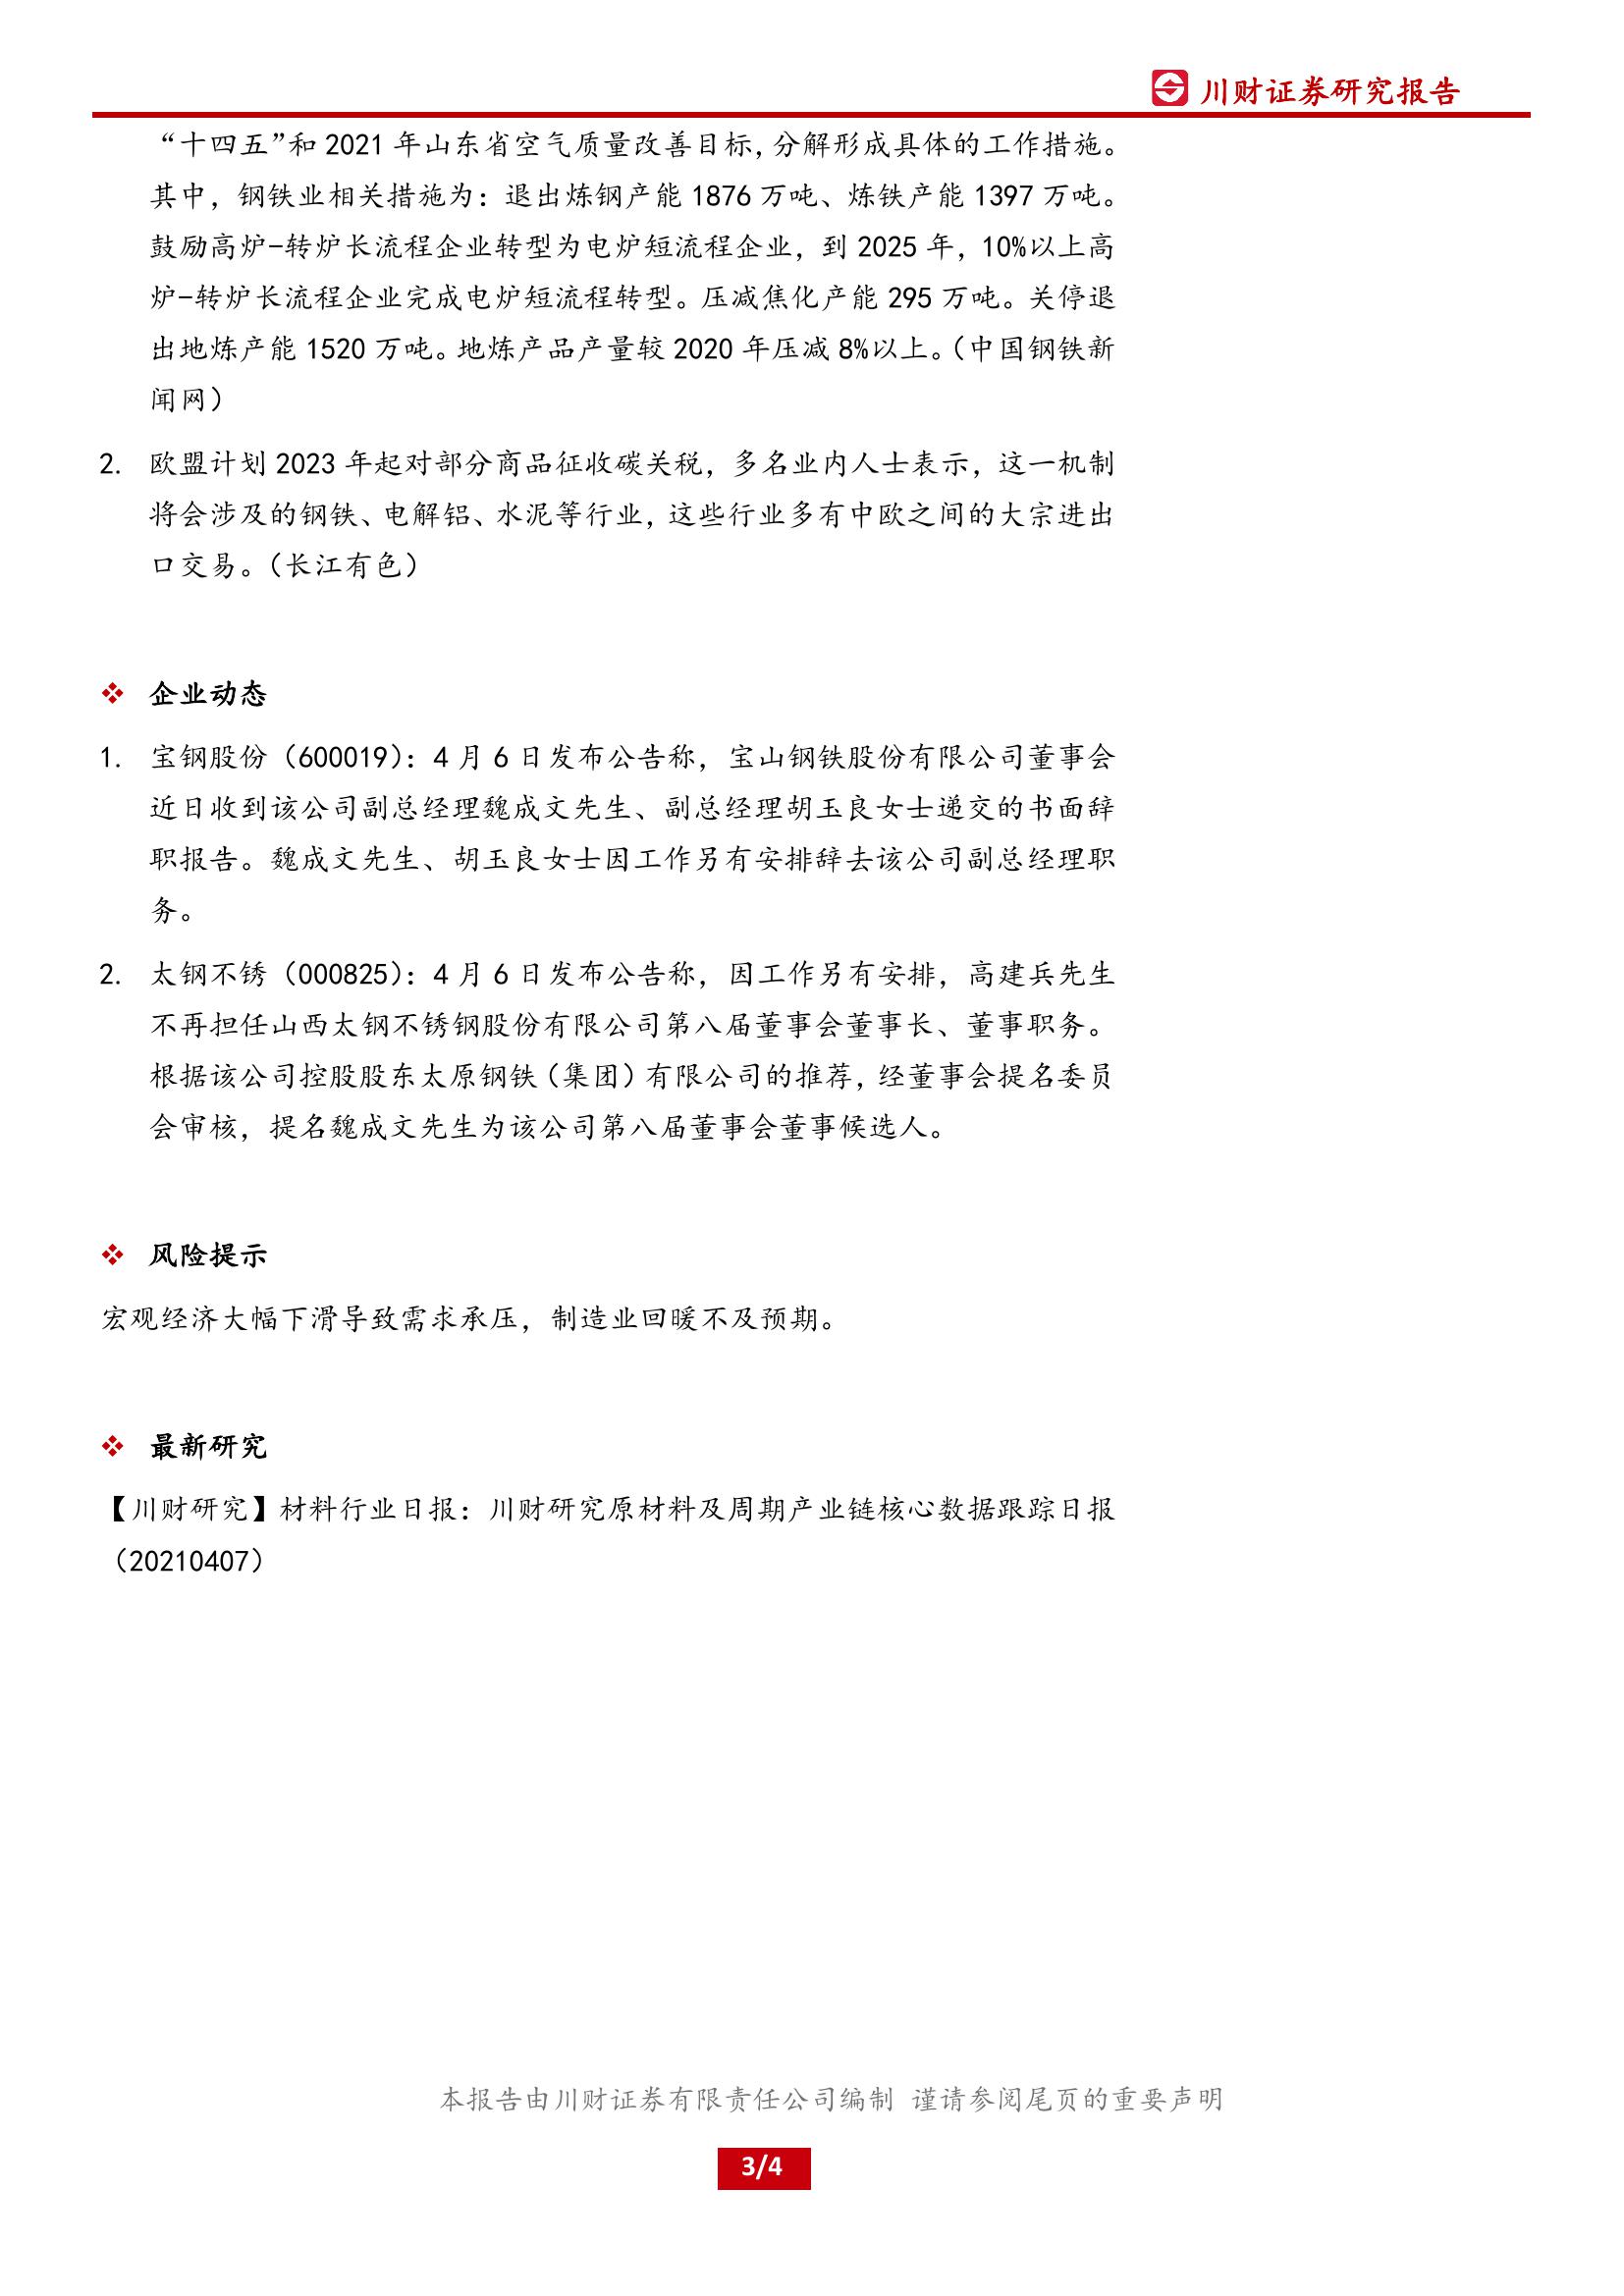 川财证券研究报告
“十四五”和 2021 年山东省空气质量改善目标，分解形成具体的工作措施。
其中，钢铁业相关措施为：退出炼钢产能 1876 万吨、炼铁产能 1397 万吨。
鼓励高炉-转炉长流程企业转型为电炉短流程企业，到 2025 年，10%以上高
炉-转炉长流程企业完成电炉短流程转型。压减焦化产能 295 万吨。关停退
出地炼产能 1520 万吨。地炼产品产量较 2020 年压减 8%以上。（中国钢铁新
闻网）
2. 欧盟计划 2023 年起对部分商品征收碳关税，多名业内人士表示，这一机制
将会涉及的钢铁、电解铝、水泥等行业，这些行业多有中欧之间的大宗进出
口交易。（长江有色）
企业动态
1. 宝钢股份（600019）：4 月 6 日发布公告称，宝山钢铁股份有限公司董事会
近日收到该公司副总经理魏成文先生、副总经理胡玉良女士递交的书面辞
职报告。魏成文先生、胡玉良女士因工作另有安排辞去该公司副总经理职
务。
2. 太钢不锈（000825）：4 月 6 日发布公告称，因工作另有安排，高建兵先生
不再担任山西太钢不锈钢股份有限公司第八届董事会董事长、董事职务。
根据该公司控股股东太原钢铁（集团）有限公司的推荐，经董事会提名委员
会审核，提名魏成文先生为该公司第八届董事会董事候选人。
风险提示
宏观经济大幅下滑导致需求承压，制造业回暖不及预期。
最新研究
【川财研究】材料行业日报：川财研究原材料及周期产业链核心数据跟踪日报
（20210407）
本报告由川财证券有限责任公司编制 谨请参阅尾页的重要声明
3/4